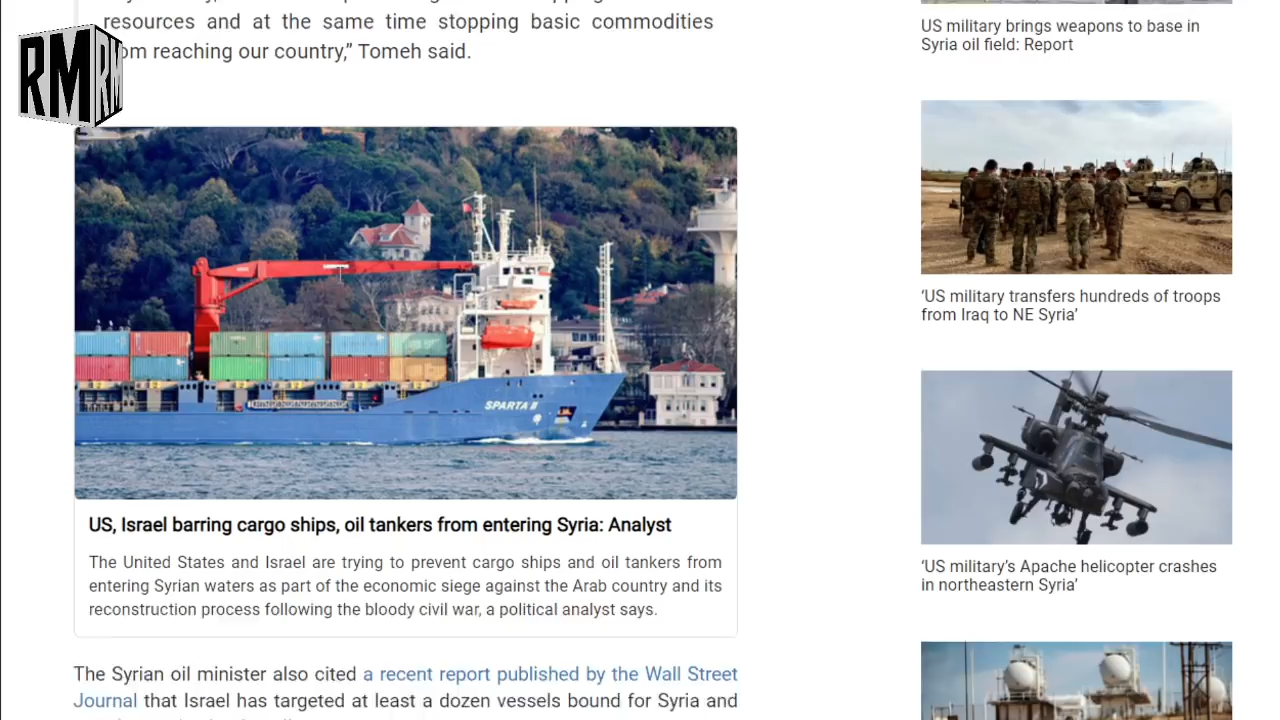 resources and at the same time stopping basic commodities
om reaching our country,” Tomeh said.
RM
RM
SPARTA II
US, Israel barring cargo ships, oil tankers from entering Syria: Analyst
The United States and Israel are trying to prevent cargo ships and oil tankers from
entering Syrian waters as part of the economic siege against the Arab country and its
reconstruction process following the bloody civil war, a political analyst says.
The Syrian oil minister also cited a recent report published by the Wall Street
Journal that Israel has targeted at least a dozen vessels bound for Syria and
US military brings weapons to base in
Syria oil field: Report
‘US military transfers hundreds of troops
from Iraq to NE Syria’
‘US military’s Apache helicopter crashes
in northeastern Syria’